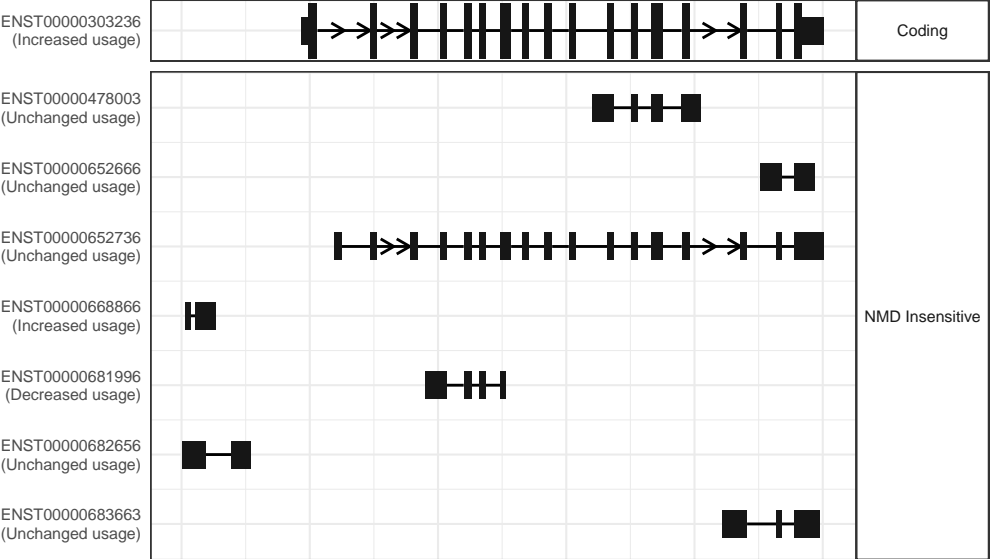 ENST00000303236
(Increased usage)
Coding
ENST00000478003
(Unchanged usage)
ENST00000652666
(Unchanged usage)
ENST00000652736
(Unchanged usage)
ENST00000668866
(Increased usage)
NMD Insensitive
ENST00000681996
(Decreased usage)
ENST00000682656
(Unchanged usage)
ENST00000683663
(Unchanged usage)